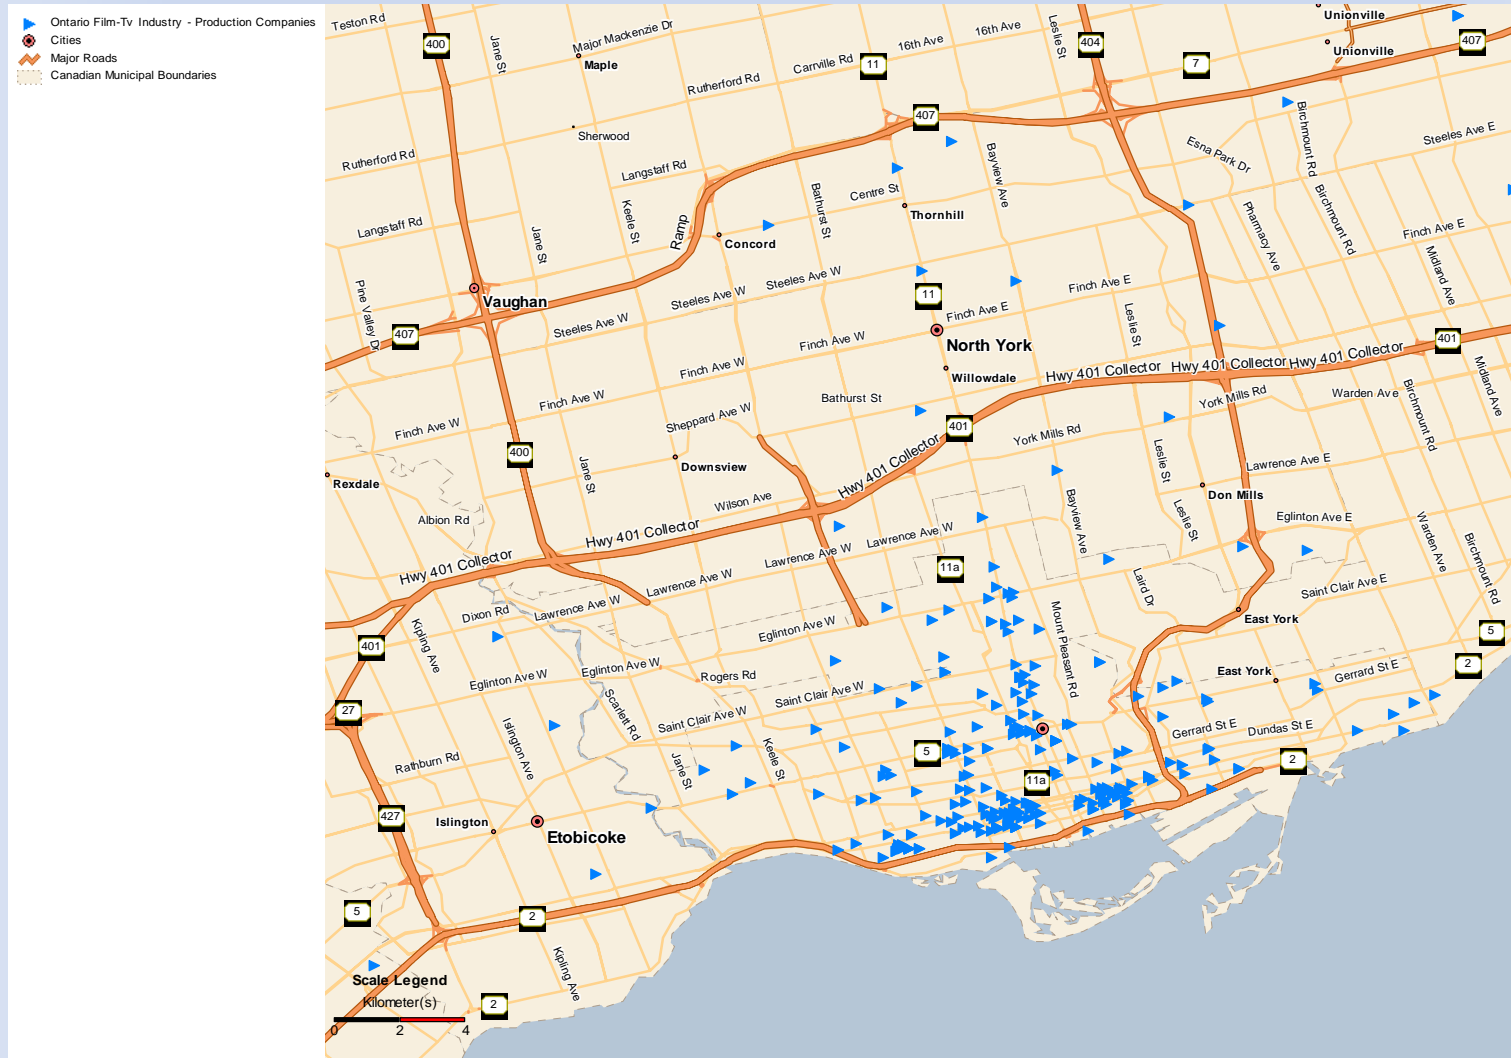 Ontario Film-Tv Industry - Production Companies
Cities
Major Roads
Canadian Municipal Boundaries
Teston Rd
400
Jane St
Major Mackenzie Dr
Maple
Rutherford Rd
Carrville Rd
11
16th Ave
16th Ave
Leslie St
404
7
Unionville
Unionville
407
Sherwood
Rutherford Rd
Langstaff Rd
407
Bayview Ave
Esna Park Dr
Birchmount Rd
Steeles Ave E
Langstaff Rd
Jane St
Keele St
Ramp
Concord
Bathurst St
Centre St
Thornhill
Pharmacy Ave
Birchmount Rd
Finch Ave E
Midland Ave
Pine Valley Dr
Vaughan
407
Steeles Ave W
Steeles Ave W
Steeles Ave W
11
Finch Ave E
Finch Ave E
Leslie St
North York
Willowdale
401
Finch Ave W
Finch Ave W
Finch Ave W
Finch Ave W
Hwy 401 Collector
Hwy 401 Collector
Hwy 401 Collector
Midland Ave
Bathurst St
Sheppard Ave W
York Mills Rd
Warden Ave
Birchmount Rd
401
York Mills Rd
400
Jane St
Downsview
Hwy 401 Collector
Leslie St
Lawrence Ave E
Rexdale
Albion Rd
Wilson Ave
Don Mills
Bayview Ave
Leslie St
Eglinton Ave E
Warden Ave
Birchmount Rd
Hwy 401 Collector
Hwy 401 Collector
Lawrence Ave W
Lawrence Ave W
Lawrence Ave W
Lawrence Ave W
11a
Laird Dr
Saint Clair Ave E
Dixon Rd
Kipling Ave
401
Eglinton Ave W
Mount Pleasant Rd
East York
5
Eglinton Ave W
Eglinton Ave W
Rogers Rd
East York
Gerrard St E
2
27
Scarlett Rd
Saint Clair Ave W
Saint Clair Ave W
Islington Ave
Rathburn Rd
Jane St
Keele St
5
Gerrard St E
Dundas St E
2
11a
427
Islington
Etobicoke
5
2
Kipling Ave
Scale Legend
Kilometer(s)
0 2 4
2